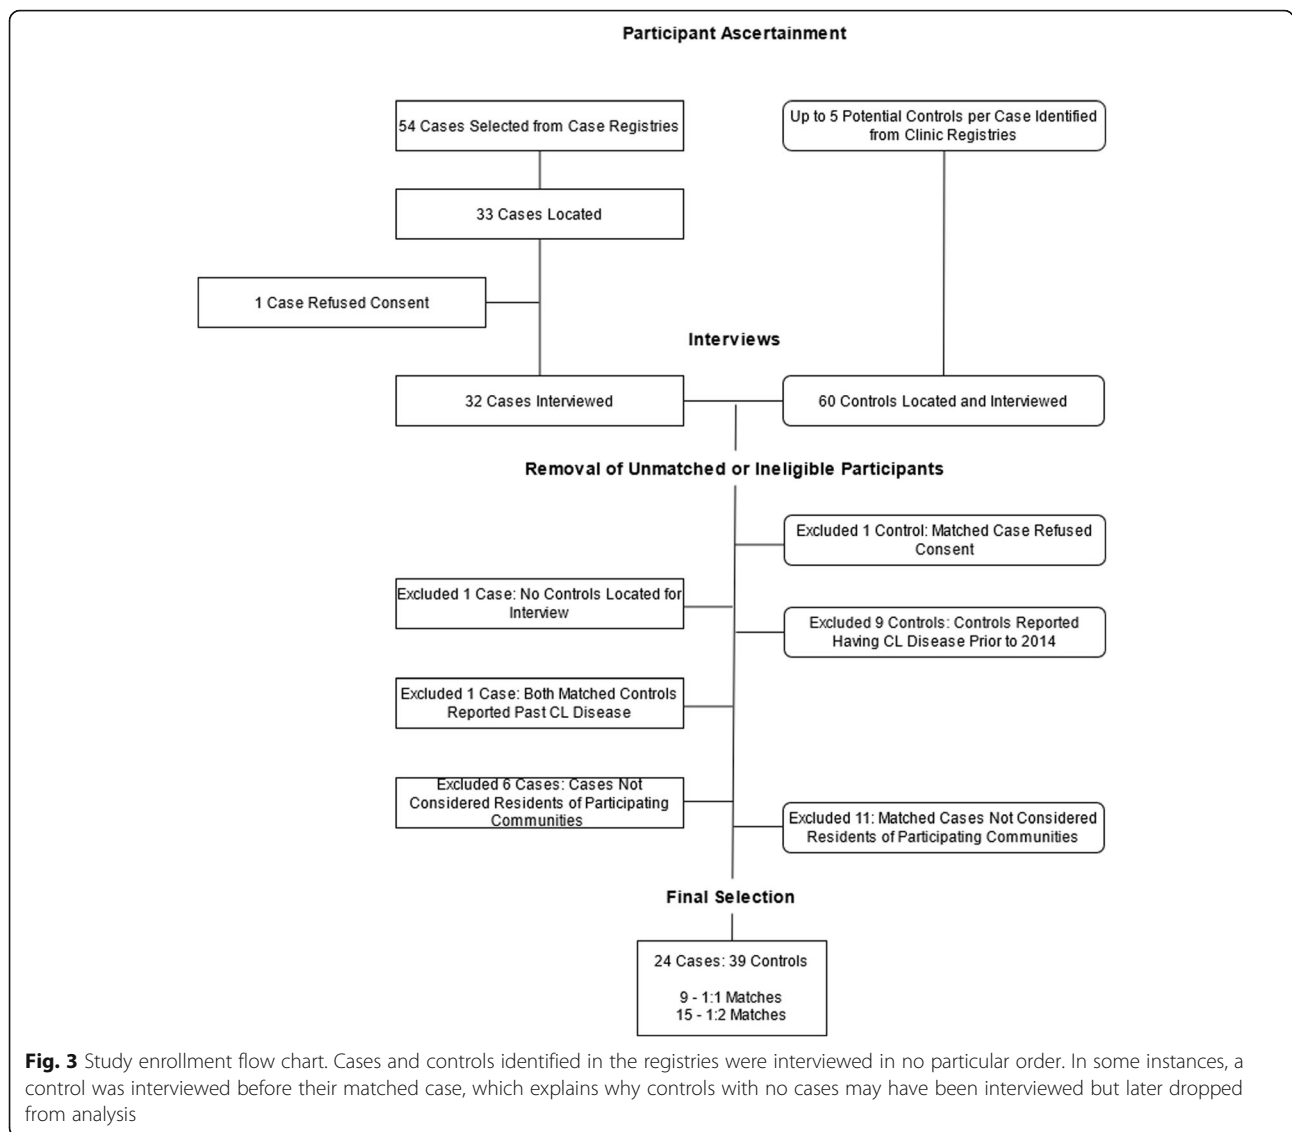 Participant Ascertainment
54 Cases Selected from Case Registries
Up to 5 Potential Controls per Case Identified
from Clinic Registries
33 Cases Located
1 Case Refused Consent
Interviews
32 Cases Interviewed
60 Controls Located and Interviewed
Removal of Unmatched or Ineligible Participants
Excluded 1 Control: Matched Case Refused
Consent
Excluded 1 Case: No Controls Located for
Interview
Excluded 9 Controls: Controls Reported
Having CL Disease Prior to 2014
Excluded 1 Case: Both Matched Controls
Reported Past CL Disease
Excluded 6 Cases: Cases Not
Considered Residents of Participating
Communities
Excluded 11: Matched Cases Not Considered
Residents of Participating Communities
Final Selection
24 Cases: 39 Controls
9 - 1:1 Matches
15 - 1:2 Matches
Fig. 3 Study enrollment flow chart. Cases and controls identified in the registries were interviewed in no particular order. In some instances, a
control was interviewed before their matched case, which explains why controls with no cases may have been interviewed but later dropped
from analysis